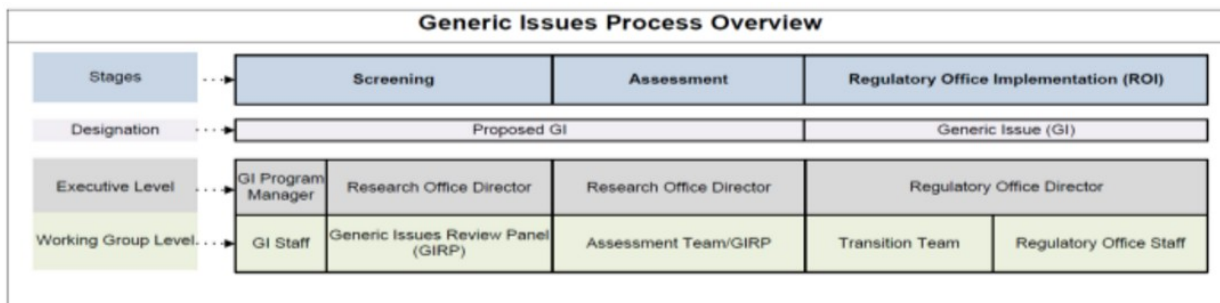 Generic Issues Process Overview
Stages
Screening
Assessment
Regulatory Office Implementation (ROI)
Designation
Proposed GI
Generic Issue (GI)
Executive Level
GI Program
Manager
Research Office Director
Research Office Director
Regulatory Office Director
Working Group Level
GI Staff
Generic Issues Review Panel
(GIRP)
Assessment Team/GIRP
Transition Team
Regulatory Office Staff